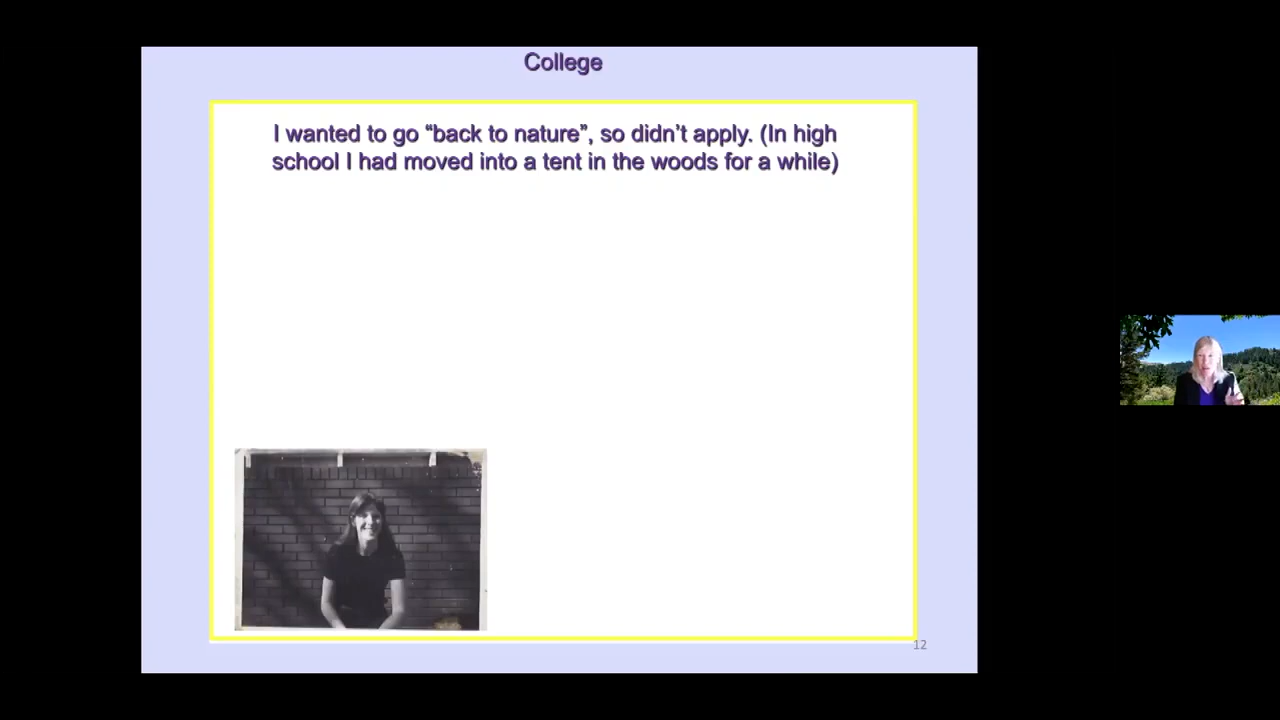 College
I wanted to go “back to nature”, so didn’t apply. (In high
school I had moved into a tent in the woods for a while)
12